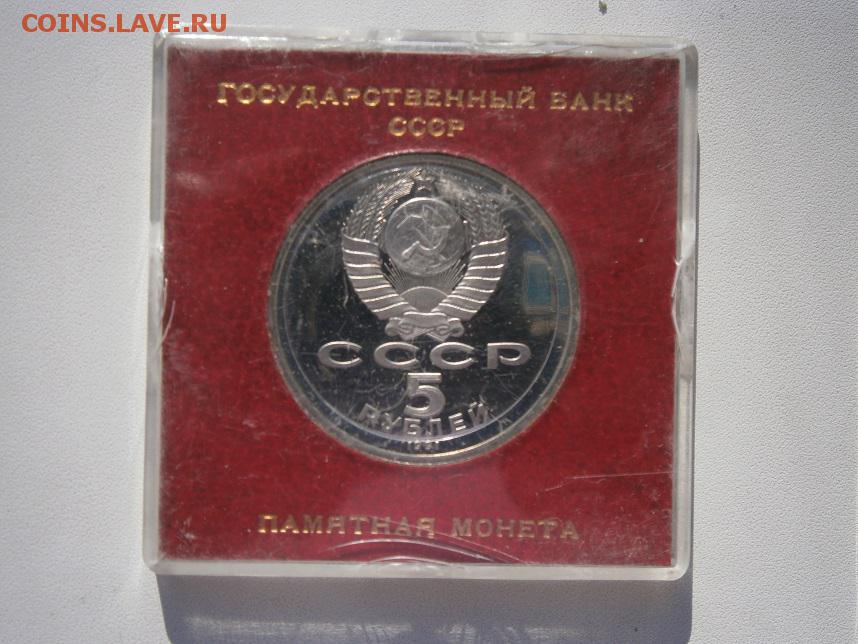 COINS.LAVE.RU
ГОСУДАРСТВЕННЫЙ БАНК
СССР
СССР
5
РУБЛЕЙ
ПАМЯТНАЯ МОНЕТА